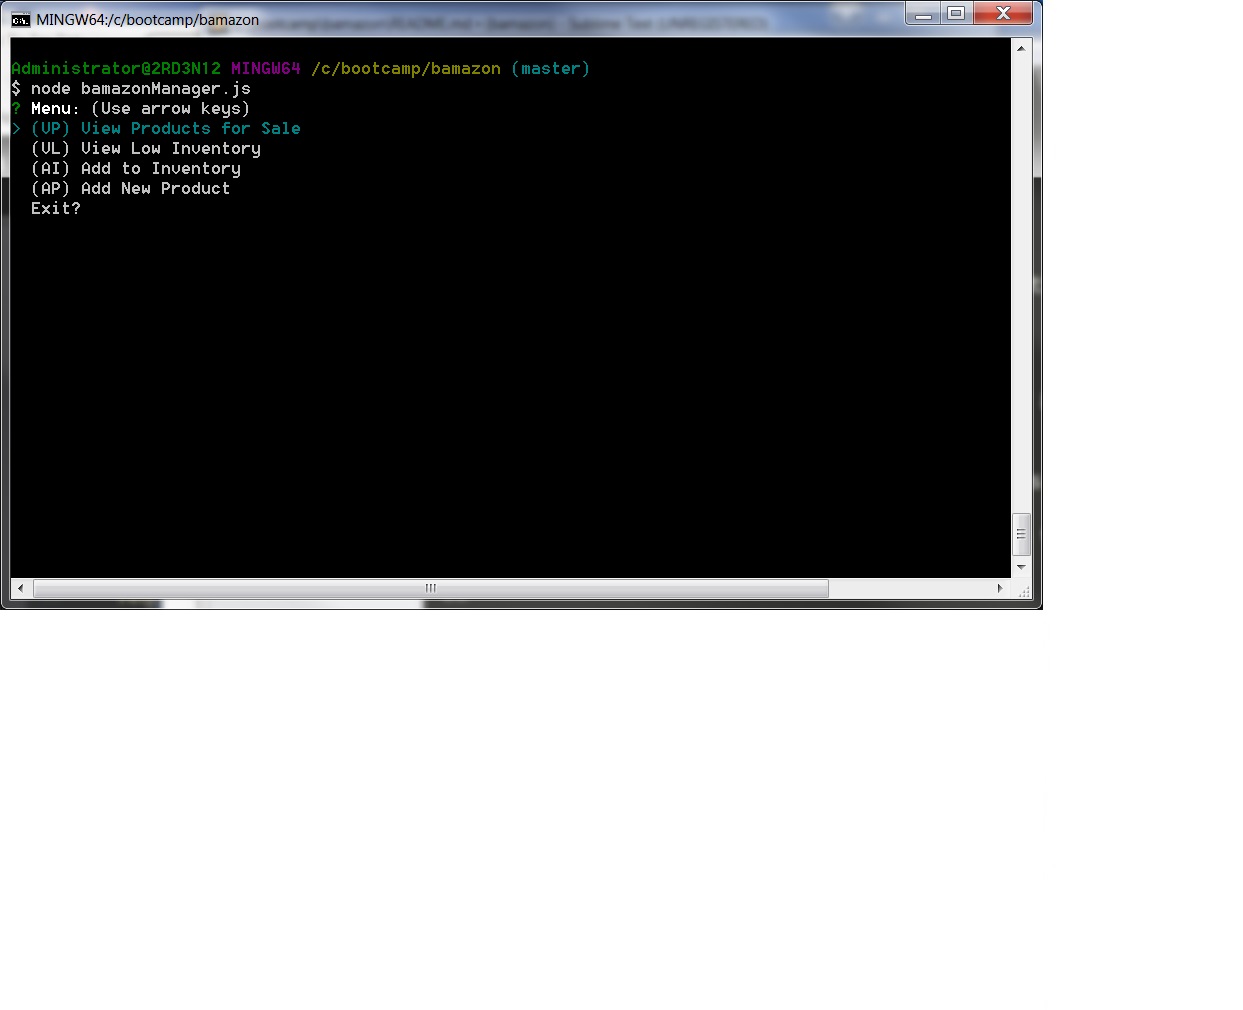 MINGW64:/c/bootcamp/bamazon
Administrator@2RD3N12 MINGW64 /c/bootcamp/bamazon (master)
$ node bamazonManager.js
? Menu: (Use arrow keys)
> (VP) View Products for Sale
(VL) View Low Inventory
(AI) Add to Inventory
(AP) Add New Product
Exit?